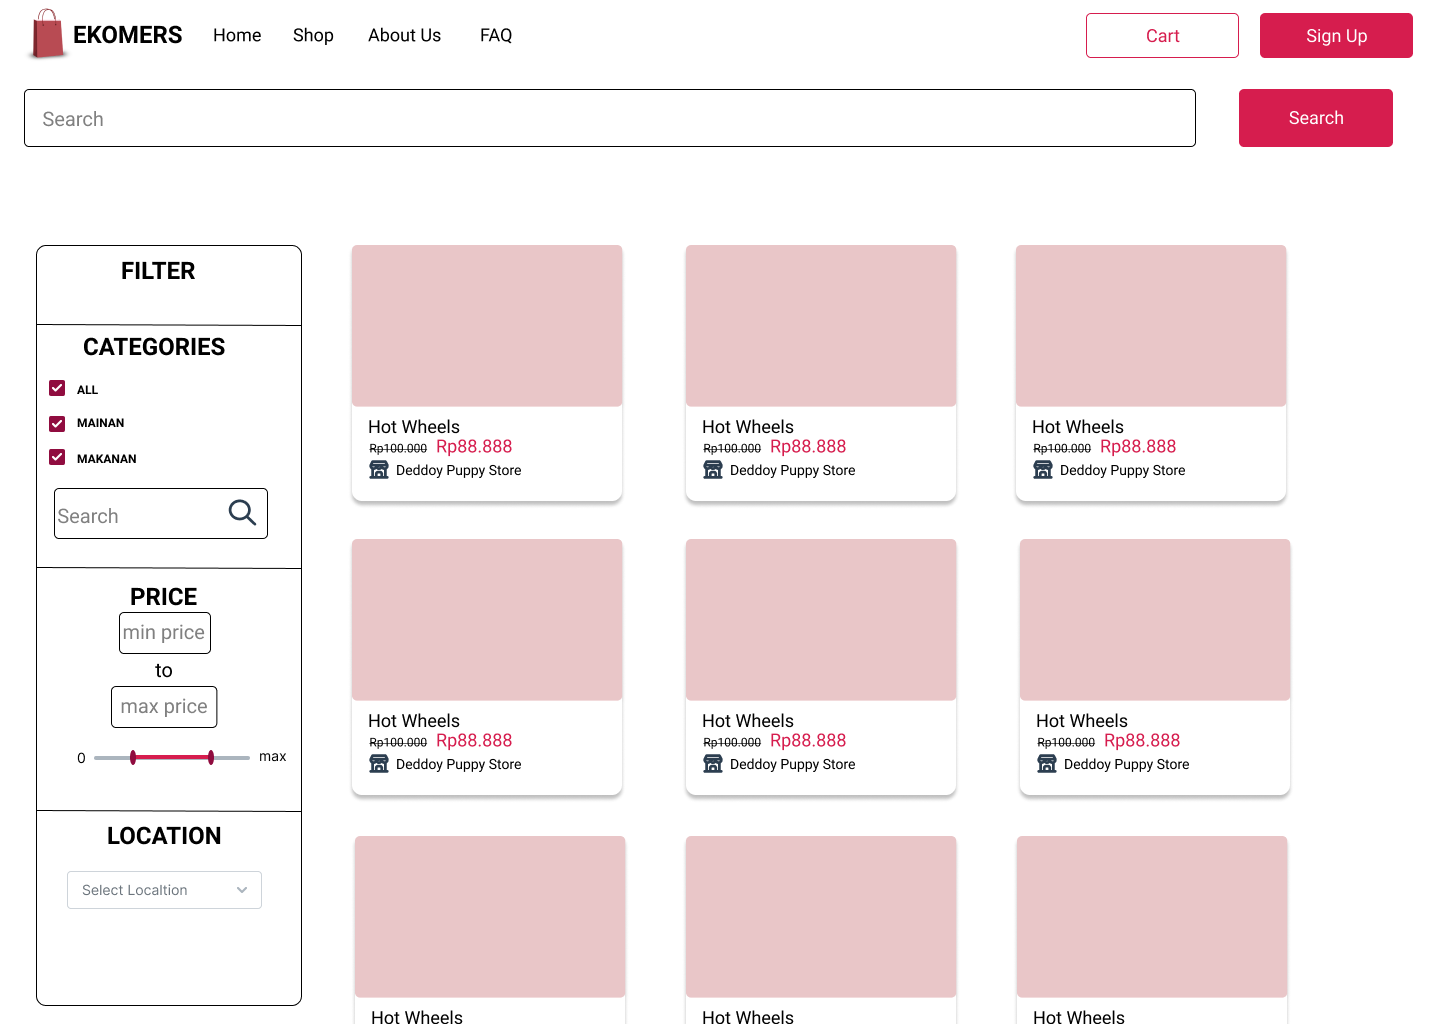 EKOMERS Home Shop About Us FAQ Cart Sign Up
Search Search
FILTER
CATEGORIES
ALL
MAINAN
MAKANAN
Search
PRICE
min price
to
max price
0 max
LOCATION
Select Localtion
Hot Wheels
Rp100.000 Rp88.888
Deddoy Puppy Store
Hot Wheels
Rp100.000 Rp88.888
Deddoy Puppy Store
Hot Wheels
Rp100.000 Rp88.888
Deddoy Puppy Store
Hot Wheels
Rp100.000 Rp88.888
Deddoy Puppy Store
Hot Wheels
Rp100.000 Rp88.888
Deddoy Puppy Store
Hot Wheels
Rp100.000 Rp88.888
Deddoy Puppy Store
Hot Wheels
Hot Wheels
Hot Wheels